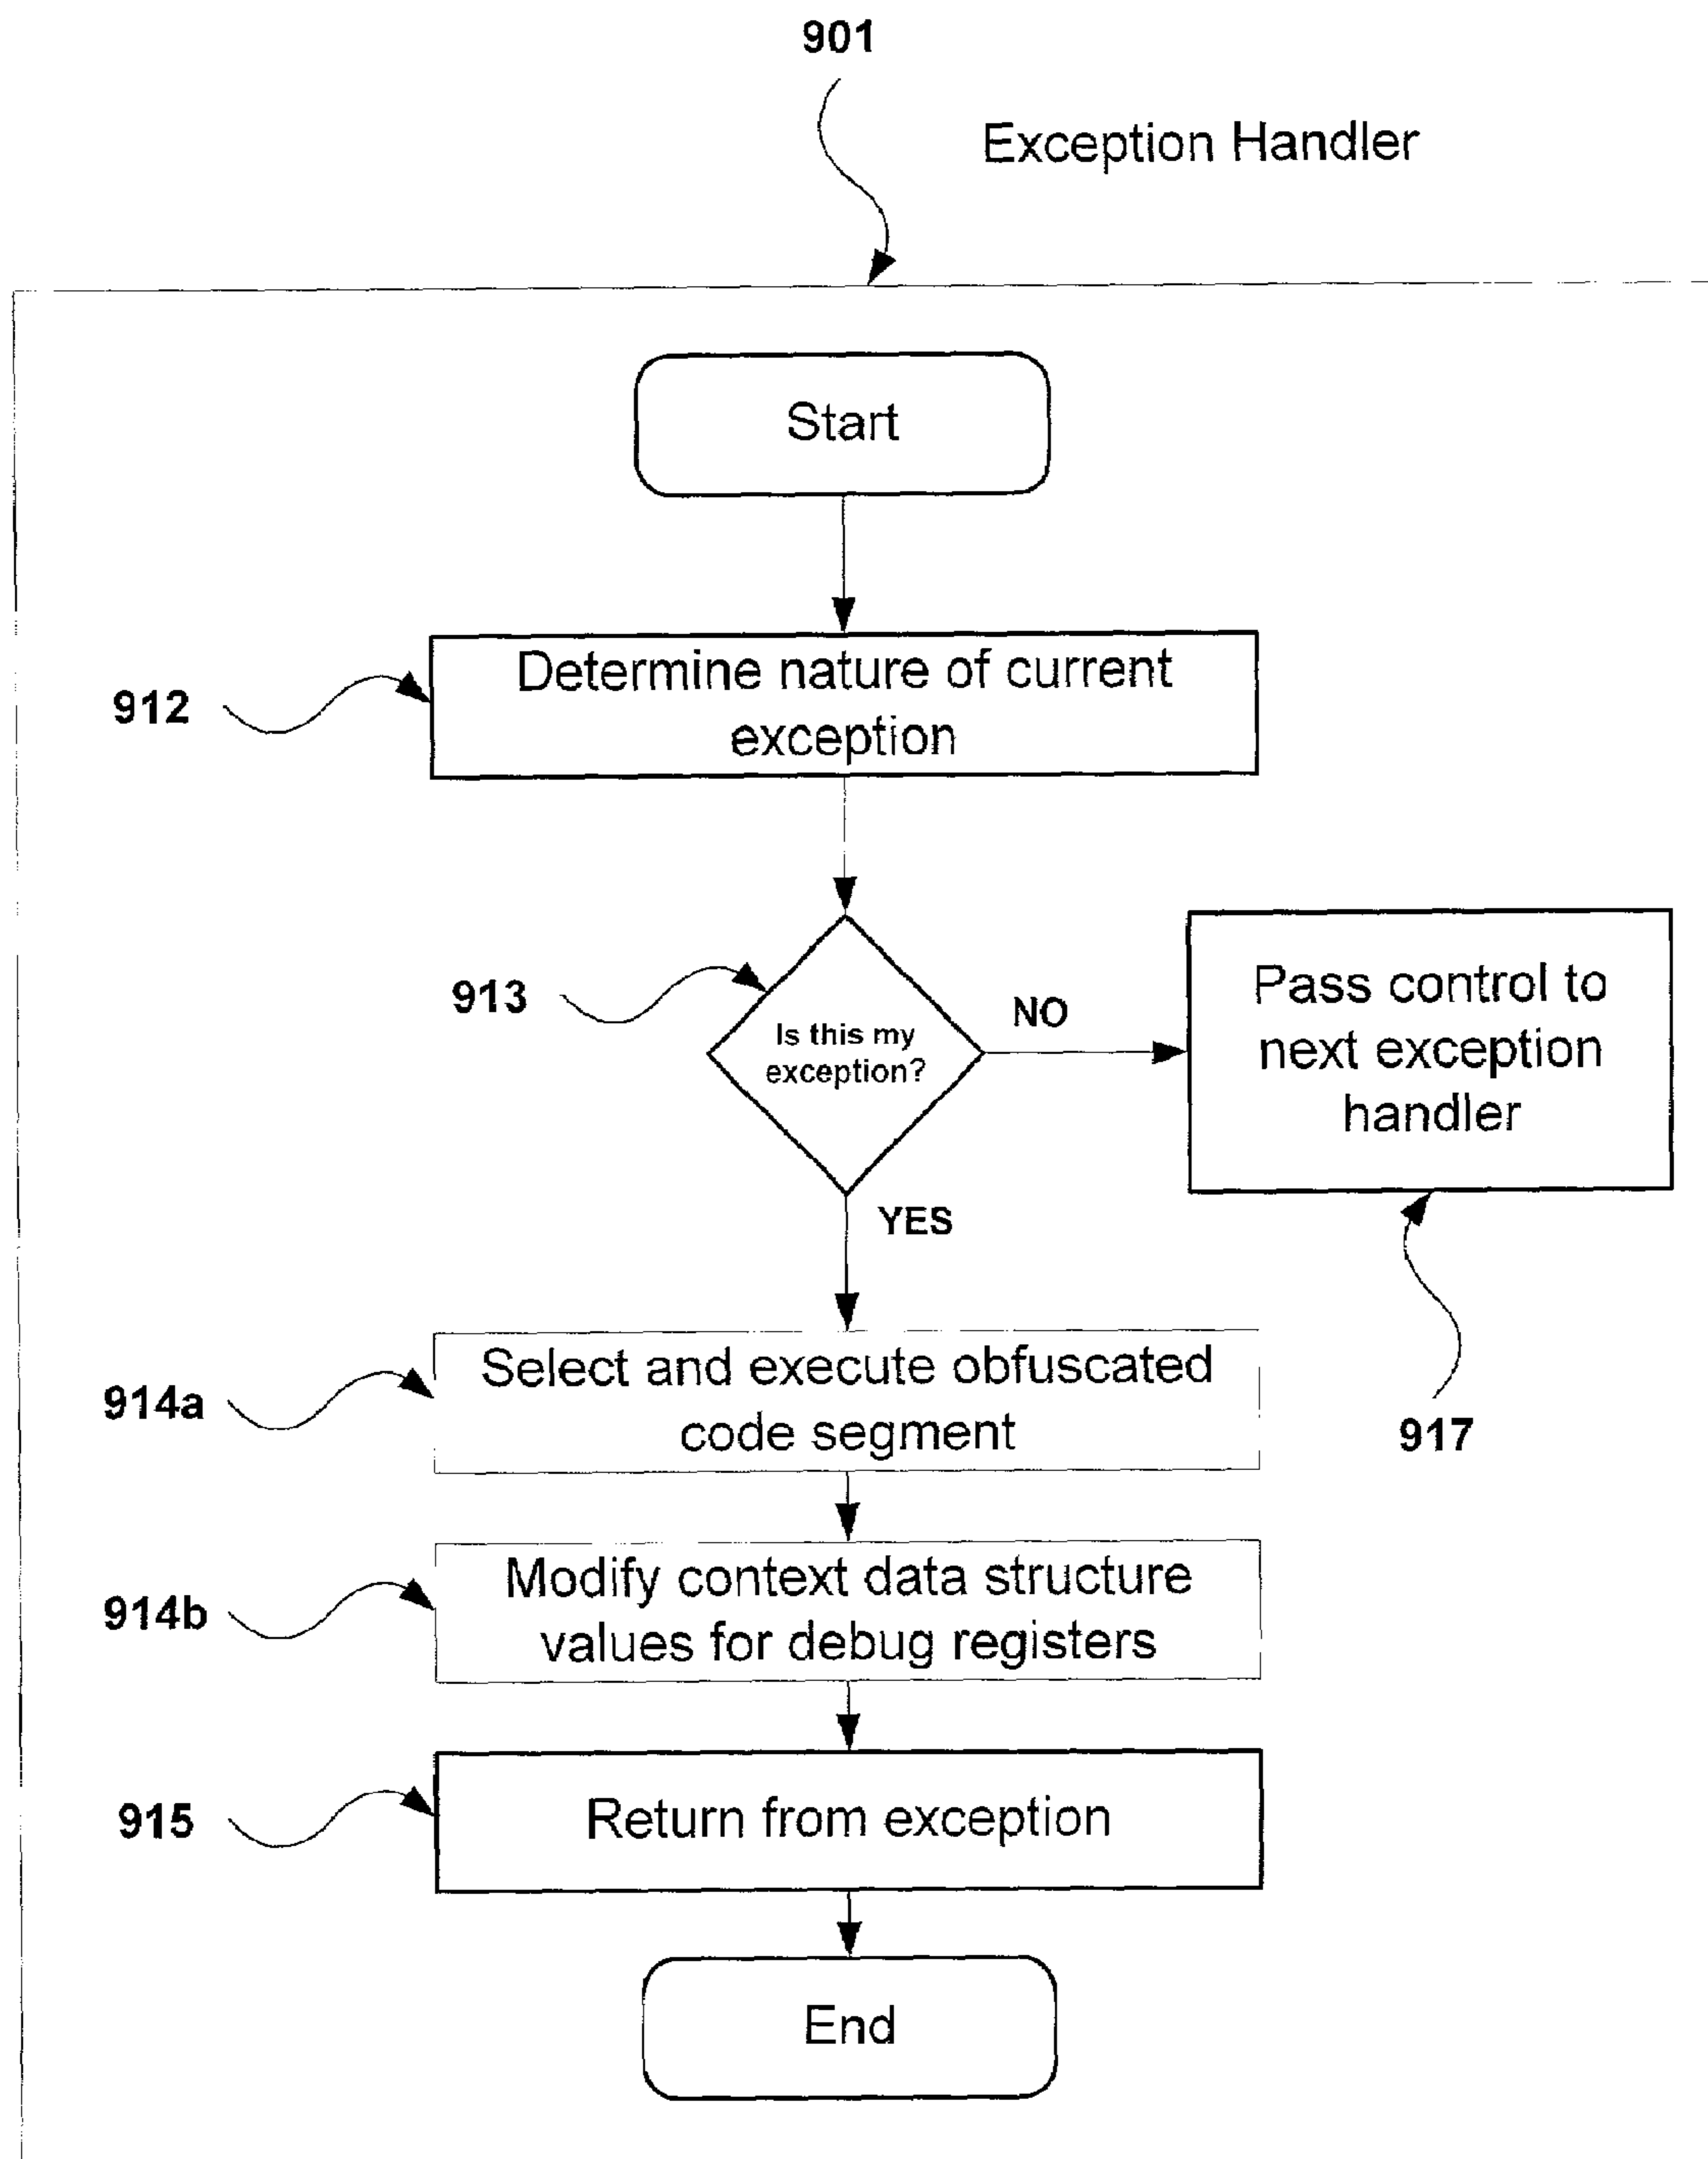 901
Exception Handler
Start
912
Determine nature of current
exception
913
Is this my
exception?
NO
Pass control to
next exception
handler
YES
917
914a
Select and execute obfuscated
code segment
914b
Modify context data structure
values for debug registers
915
Return from exception
End